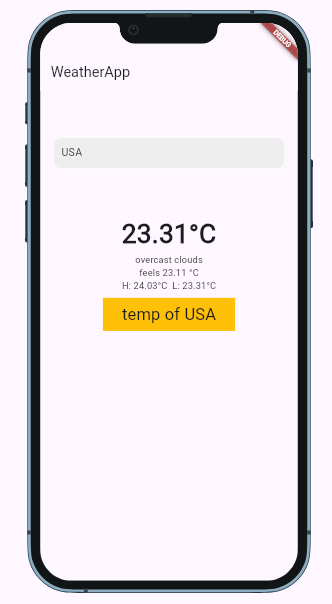 DEBUG
WeatherApp
USA
23.31°C
overcast clouds
feels 23.11 °C
H: 24.03°C  L: 23.31°C
temp of USA